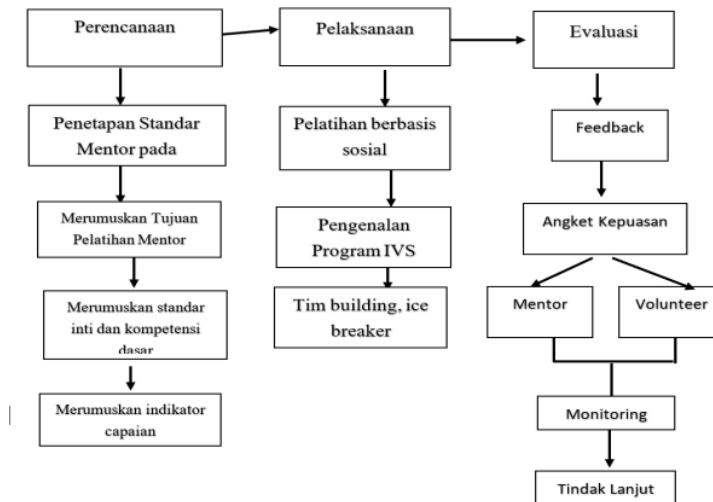 Perencanaan
Penetapan Standar
Mentor pada
Merumuskan Tujuan
Pelatihan Mentor
Merumuskan standar
inti dan kompetensi
dasar
Merumuskan indikator
capaian
Pelaksanaan
Pelatihan berbasis
sosial
Pengenalan
Program IVS
Tim building, ice
breaker
Evaluasi
Feedback
Angket Kepuasan
Mentor
Volunteer
Monitoring
Tindak Lanjut